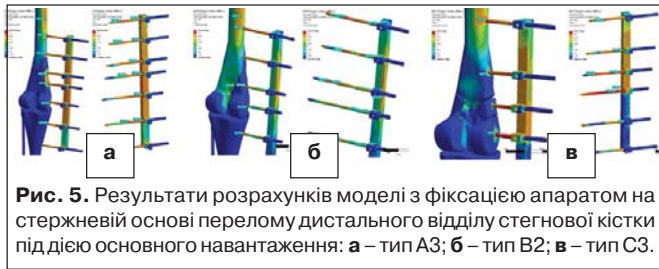 а
б
в
Рис. 5. Результати розрахунків моделі з фіксацією апаратом на
стержневій основі перелому дистального відділу стегнової кістки
під дією основного навантаження: а – тип А3; б – тип В2; в – тип С3.